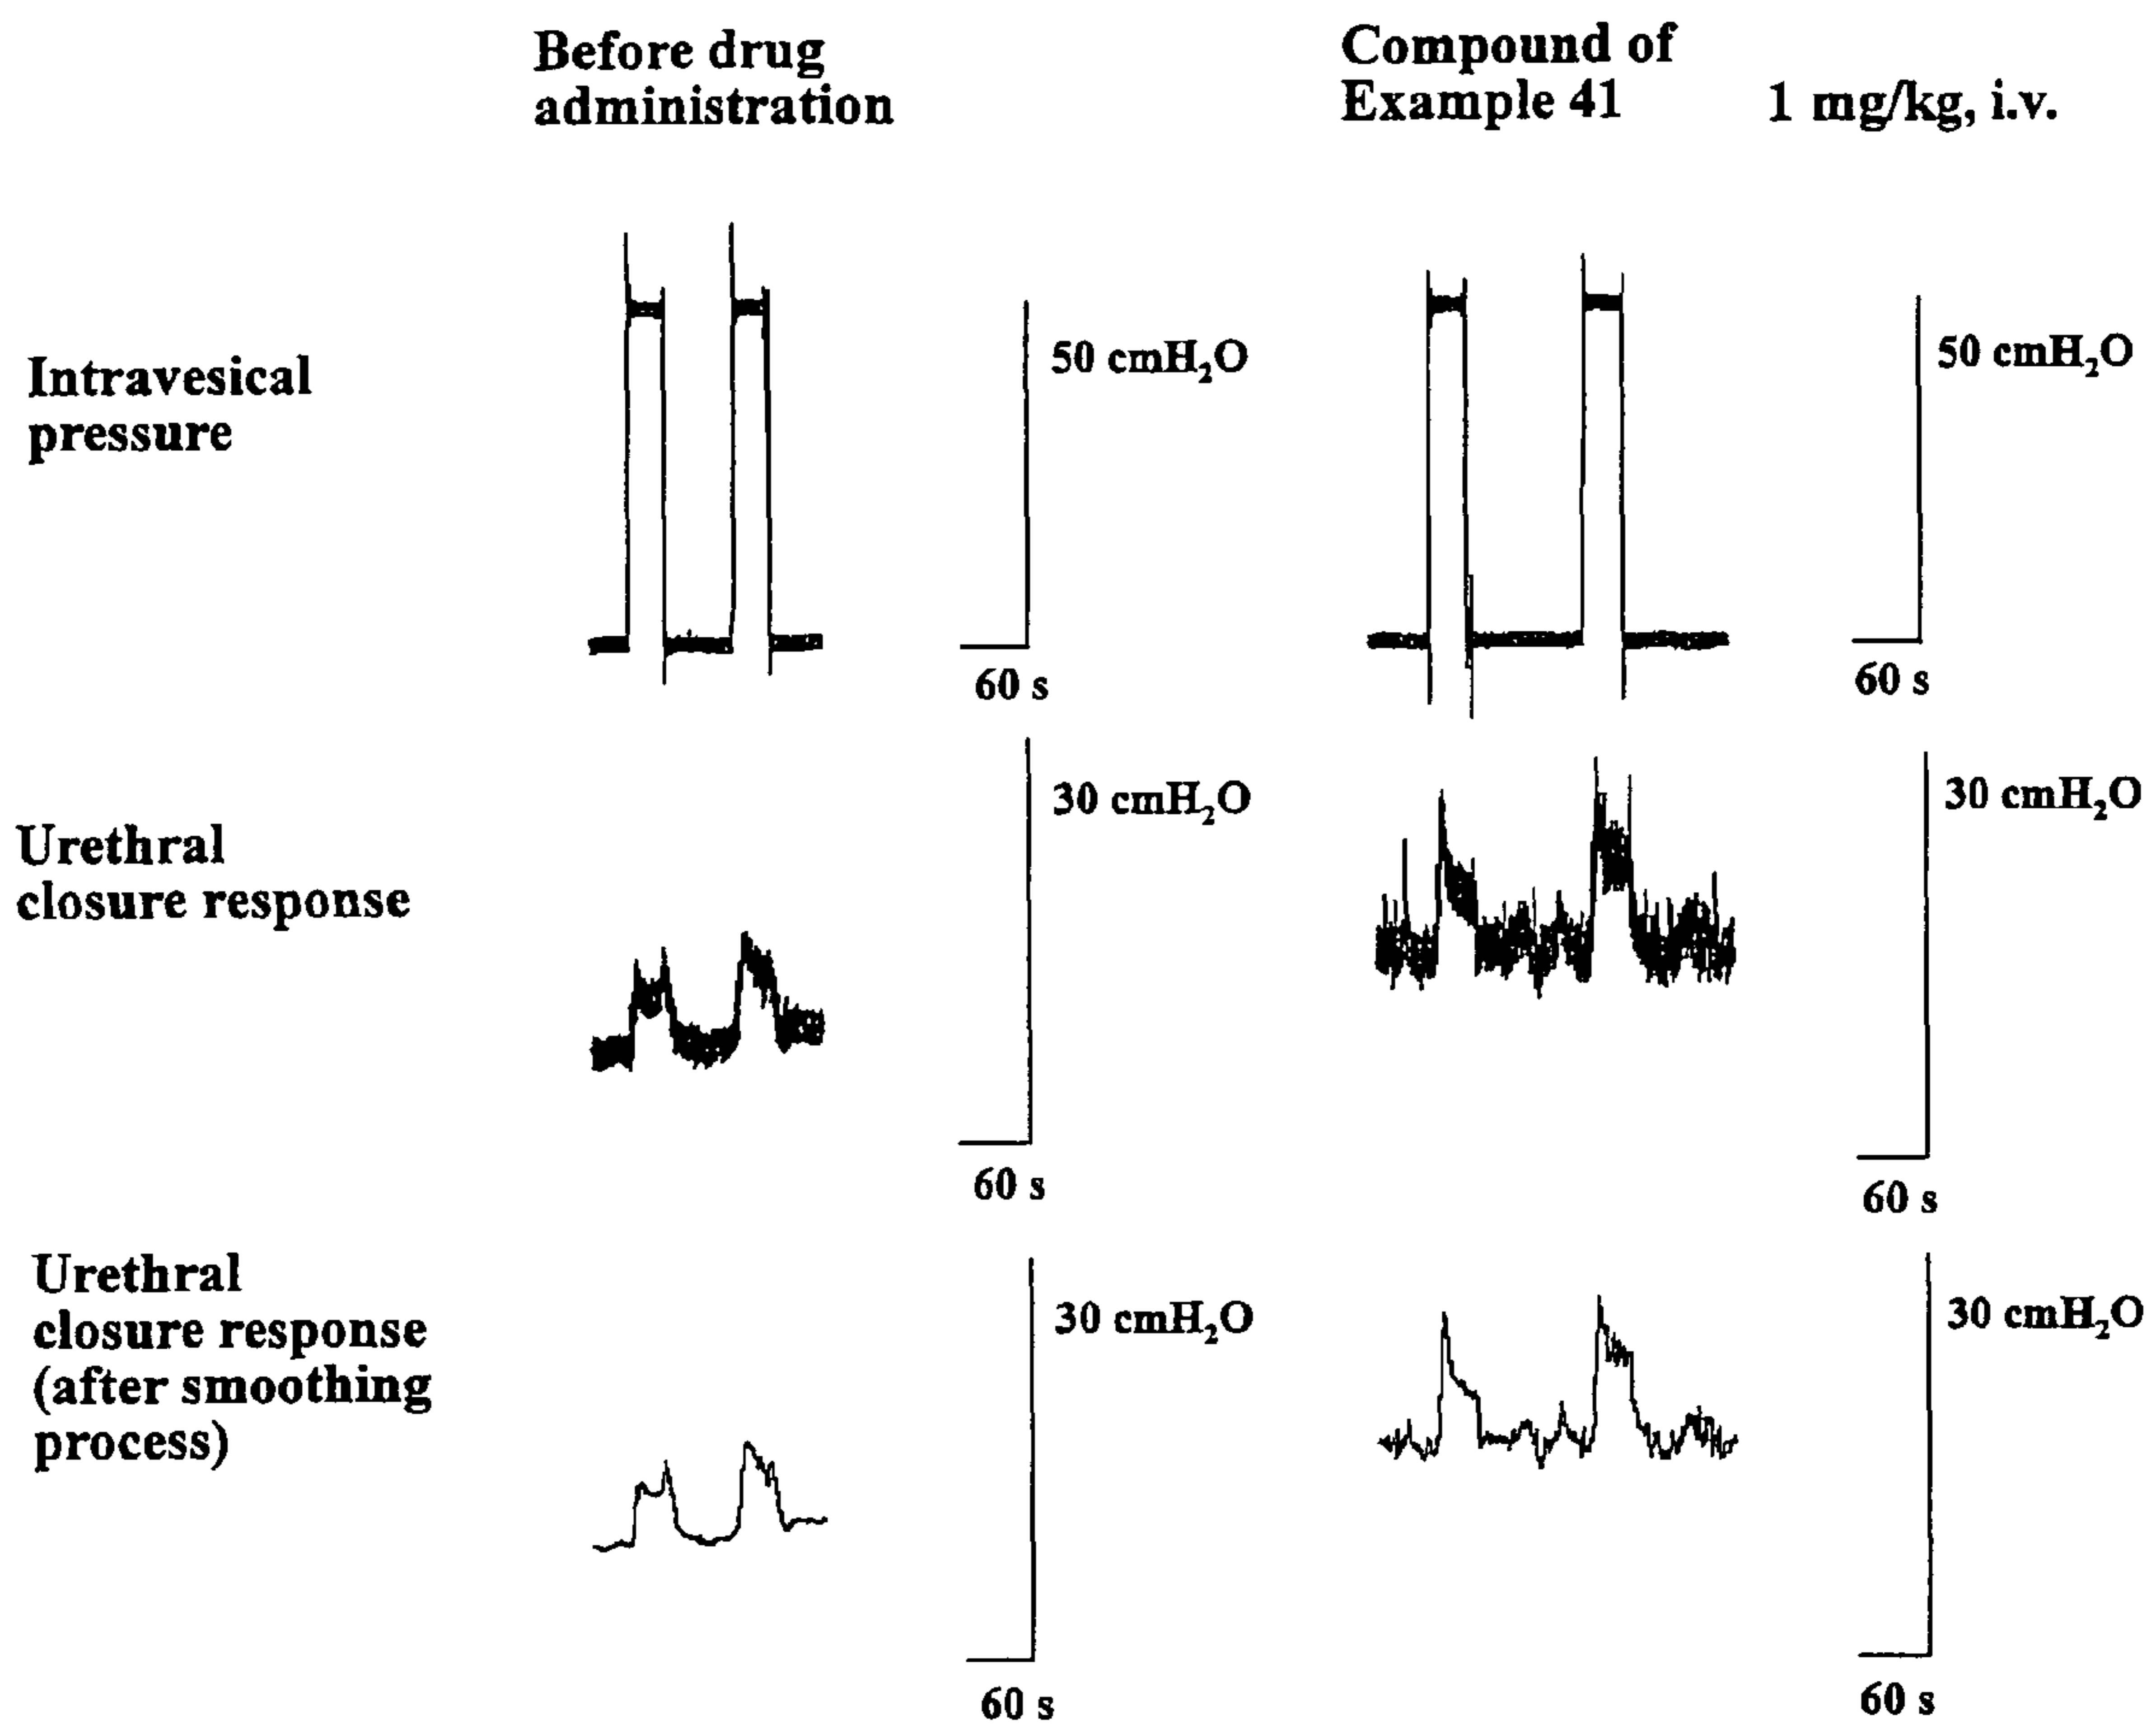 Before drug
administration
Compound of
Example 41 1 mg/kg, i.v.
Intravesical
pressure
50 cmH₂O
60 s
50 cmH₂O
60 s
Urethral
closure response
30 cmH₂O
60 s
30 cmH₂O
60 s
Urethral
closure response
(after smoothing
process)
30 cmH₂O
60 s
30 cmH₂O
60 s